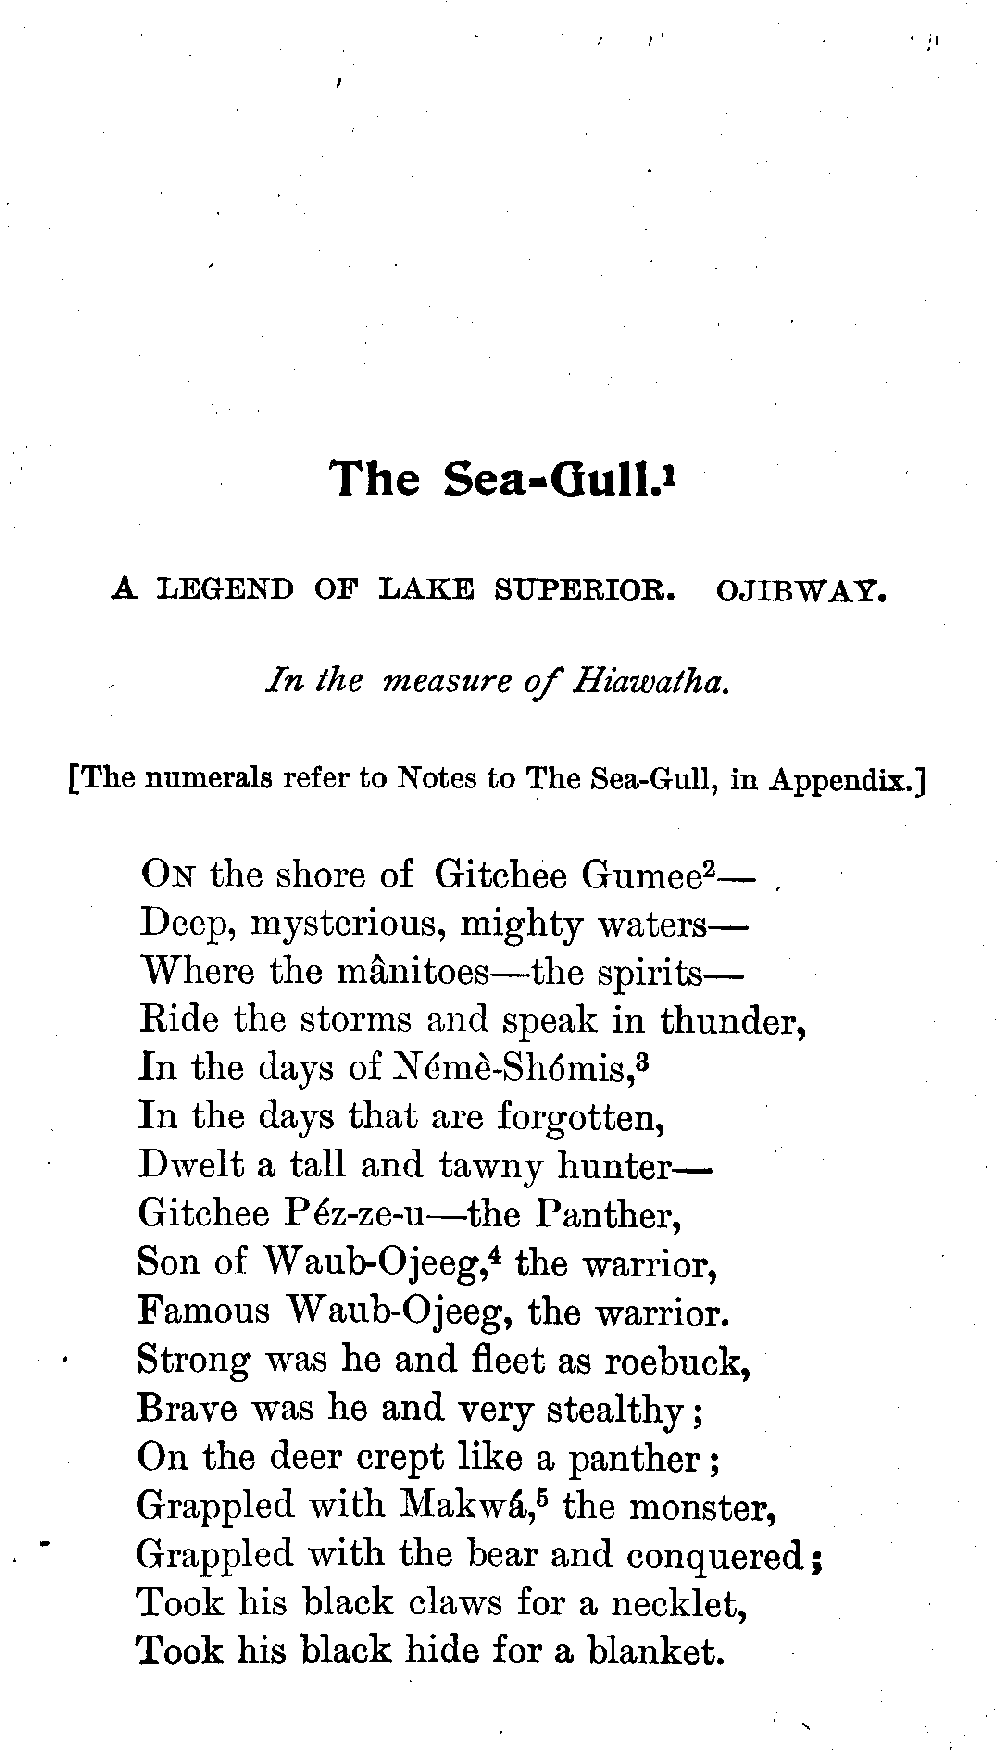 The Sea-Gull.¹
A LEGEND OF LAKE SUPERIOR. OJIBWAY.
In the measure of Hiawatha.
[The numerals refer to Notes to The Sea-Gull, in Appendix.]
ON the shore of Gitchee Gumee²—
Deep, mysterious, mighty waters—
Where the mânitoes—the spirits—
Ride the storms and speak in thunder,
In the days of Némè-Shómis,³
In the days that are forgotten,
Dwelt a tall and tawny hunter—
Gitchee Péz-ze-u—the Panther,
Son of Waub-Ojeeg,⁴ the warrior,
Famous Waub-Ojeeg, the warrior.
Strong was he and fleet as roebuck,
Brave was he and very stealthy;
On the deer crept like a panther;
Grappled with Makwá,⁵ the monster,
Grappled with the bear and conquered;
Took his black claws for a necklet,
Took his black hide for a blanket.